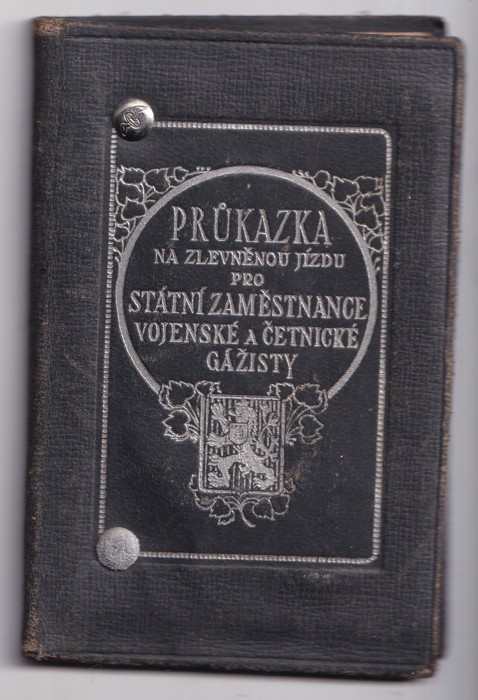 PRŮKAZKA
NA ZLEVNĚNOU JÍZDU
PRO
STÁTNÍ ZAMĚSTNANCE
VOJENSKÉ A ČETNICKÉ
GÁŽISTY